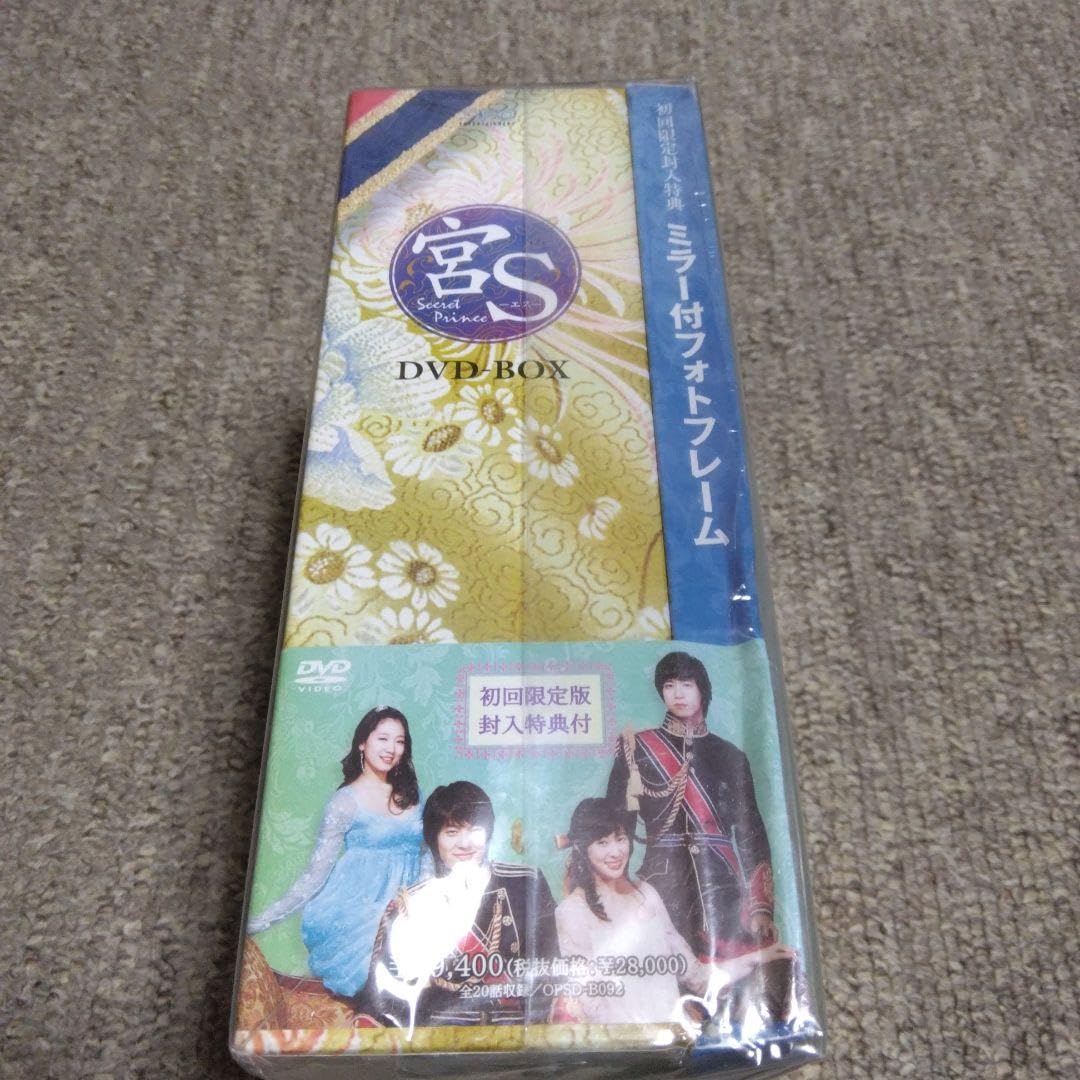 初回限定封入特典
ミラー付フォトフレーム
宮S
Secret
Prince
—エス—
DVD-BOX
DVD
VIDEO
初回限定版
封入特典付
9,400(税抜価格:¥28,000)
全20話収録/OPSD-B092